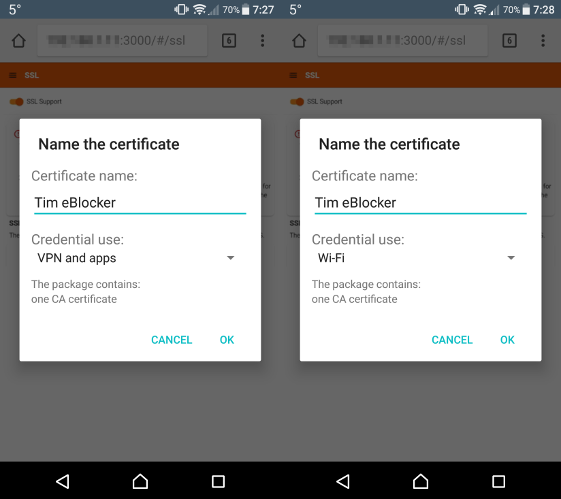 5° 70% 7:27
:3000/#/ssl 6
SSL
SSL Support
Name the certificate
Certificate name:
Tim eBlocker
Credential use:
VPN and apps
The package contains:
one CA certificate
CANCEL OK
5° 70% 7:28
:3000/#/ssl 6
SSL
SSL Support
Name the certificate
Certificate name:
Tim eBlocker
Credential use:
Wi-Fi
The package contains:
one CA certificate
CANCEL OK